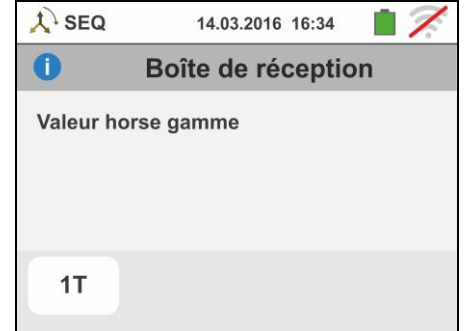 SEQ 14.03.2016 16:34
Boîte de réception
Valeur horse gamme
1T